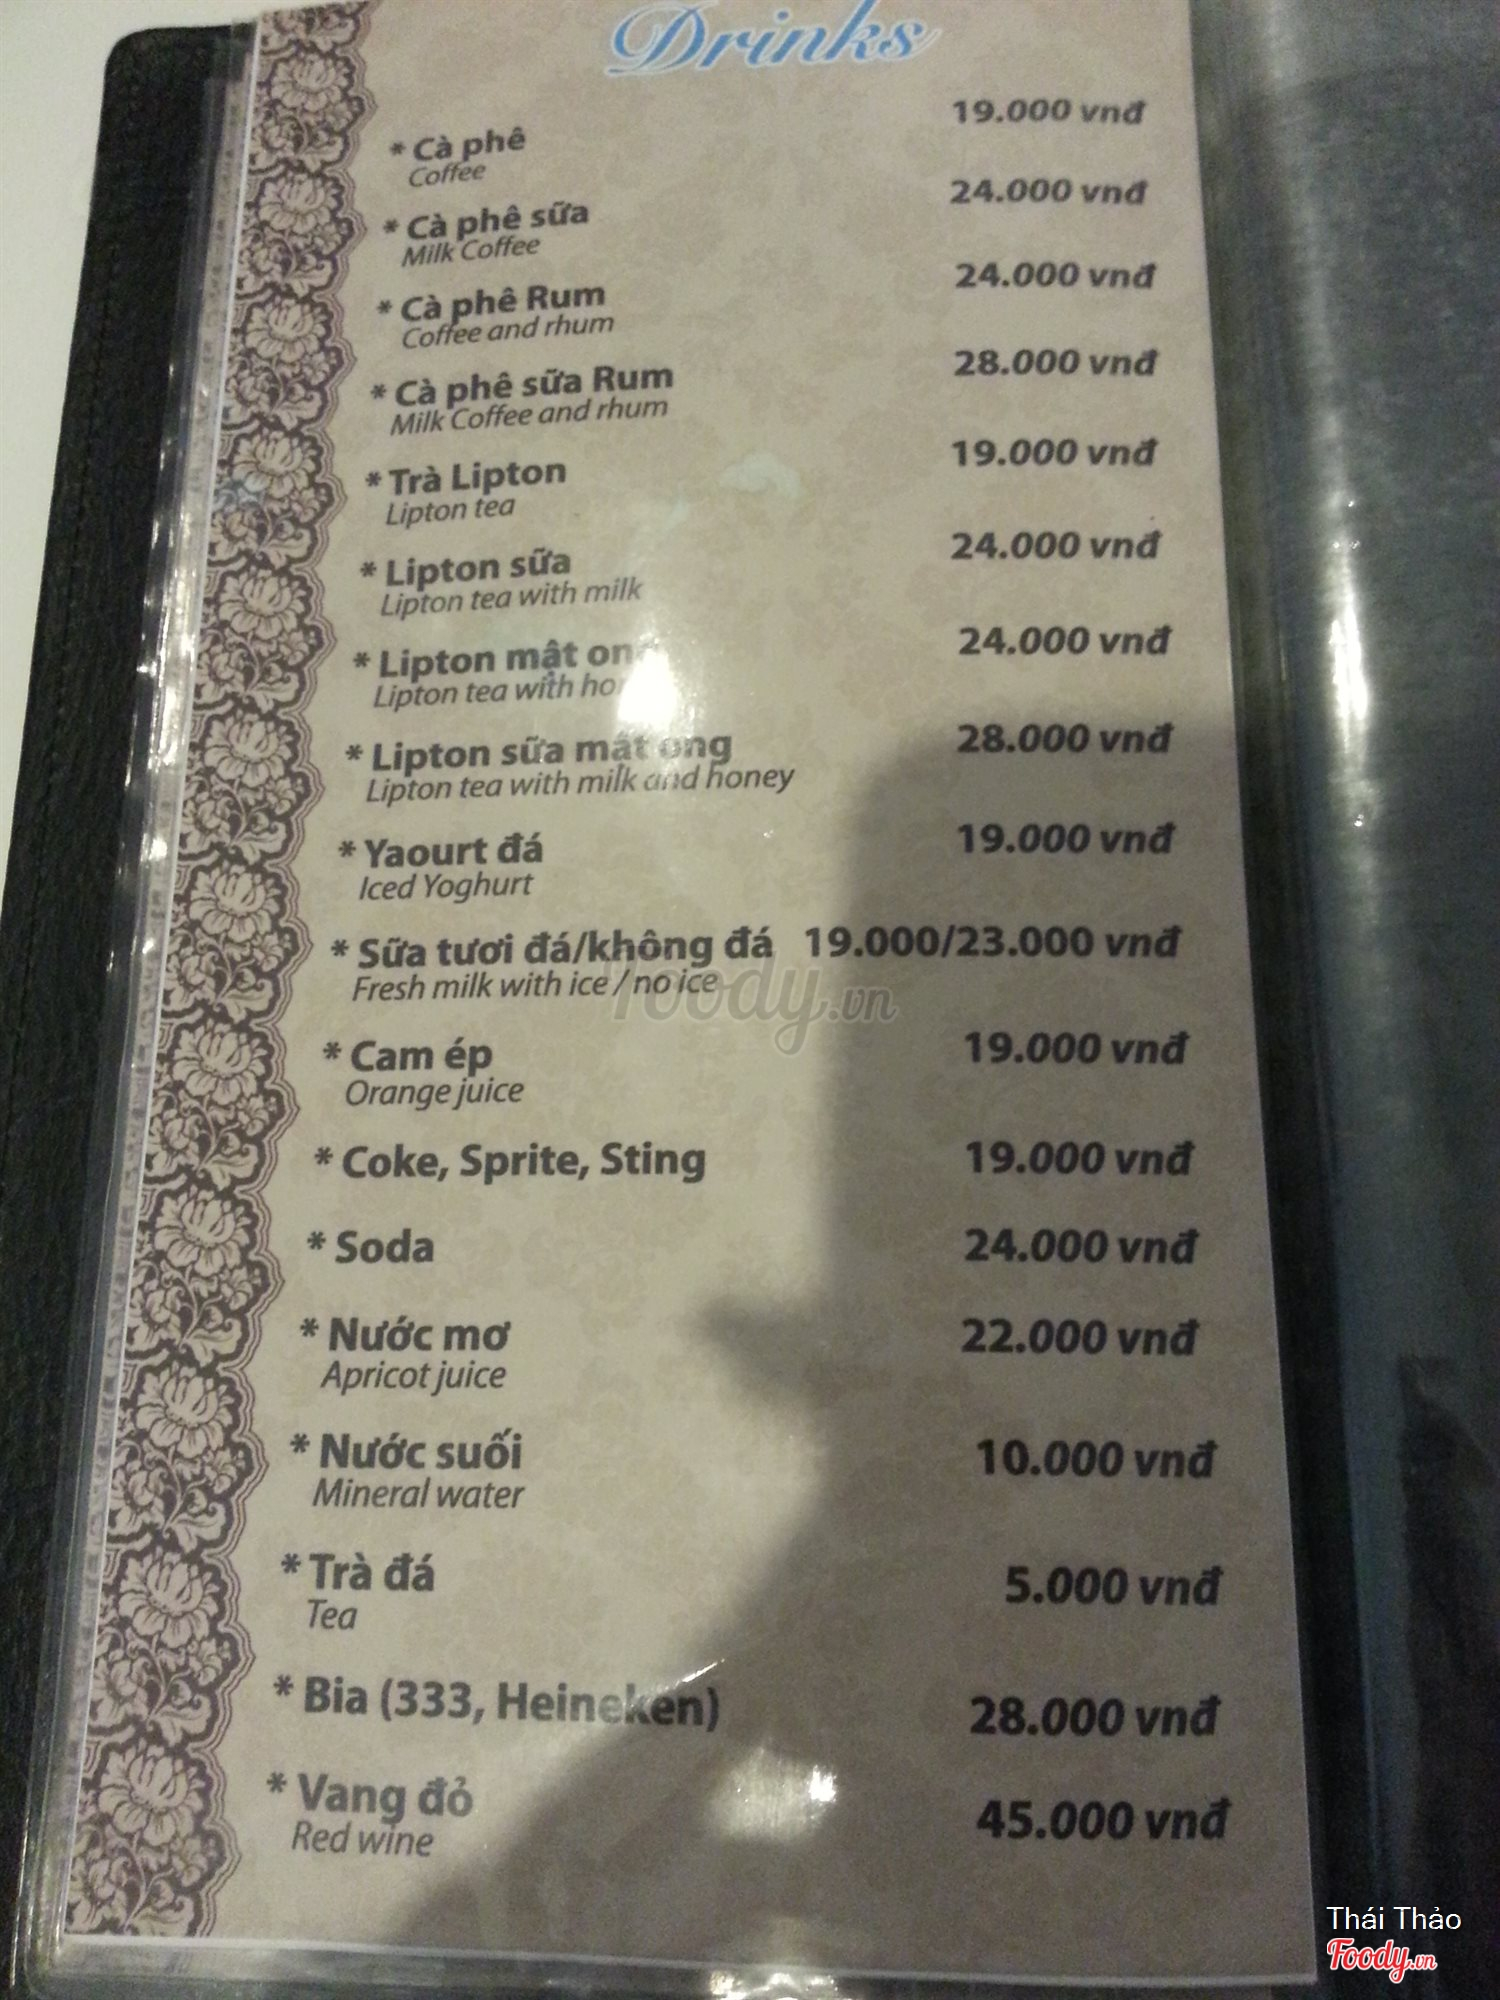 Drinks
* Cà phê 19.000 vnđ
Coffee
* Cà phê sữa 24.000 vnđ
Milk Coffee
* Cà phê Rum 24.000 vnđ
Coffee and rhum
* Cà phê sữa Rum 28.000 vnđ
Milk Coffee and rhum
* Trà Lipton 19.000 vnđ
Lipton tea
* Lipton sữa 24.000 vnđ
Lipton tea with milk
* Lipton mật 24.000 vnđ
Lipton tea with
* Lipton sữa mật ong 28.000 vnđ
Lipton tea with milk and honey
* Yaourt đá 19.000 vnđ
Iced Yoghurt
* Sữa tươi đá/không đá 19.000/23.000 vnđ
Fresh milk with ice / no ice
Foody.vn
* Cam ép 19.000 vnđ
Orange juice
* Coke, Sprite, Sting 19.000 vnđ
* Soda 24.000 vnđ
* Nước mơ 22.000 vnđ
Apricot juice
* Nước suối 10.000 vnđ
Mineral water
* Trà đá 5.000 vnđ
Tea
* Bia (333, Heineken) 28.000 vnđ
* Vang đỏ 45.000 vnđ
Red wine
Thái Thảo
Foody.vn